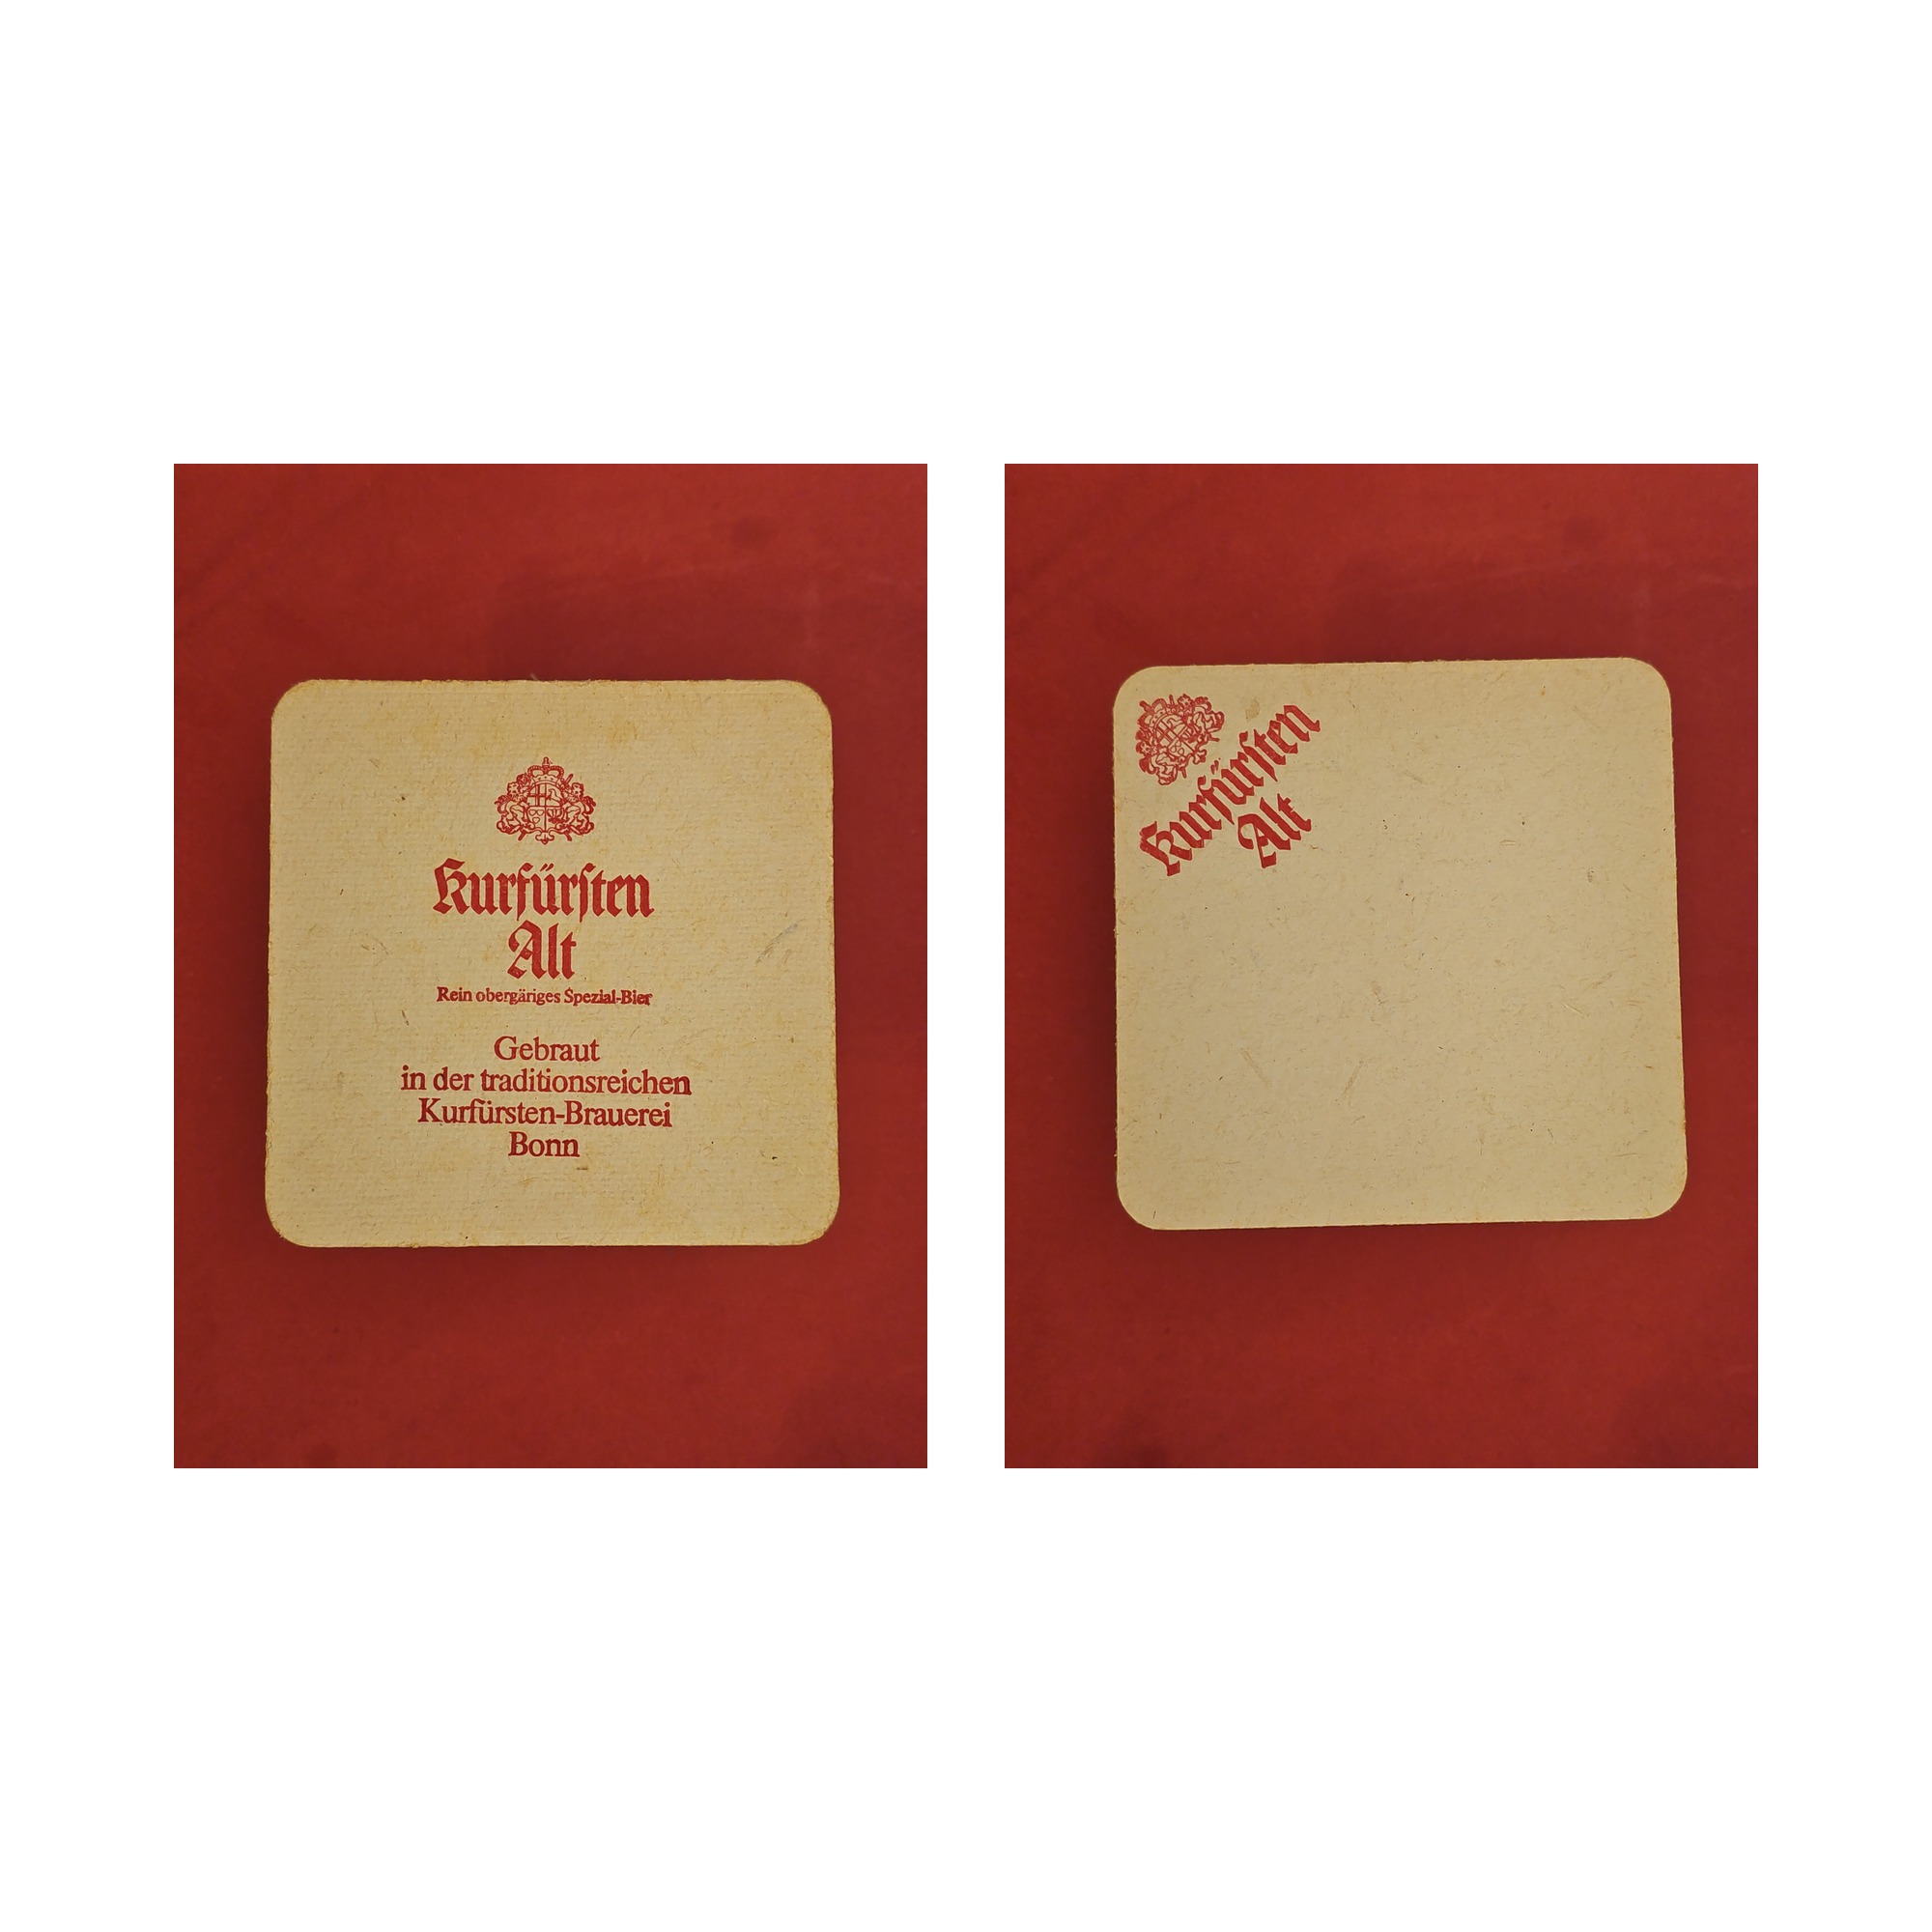 Kurfürsten
Alt
Rein obergäriges Spezial-Bier
Gebraut
in der traditionsreichen
Kurfürsten-Brauerei
Bonn
Kurfürsten
Alt